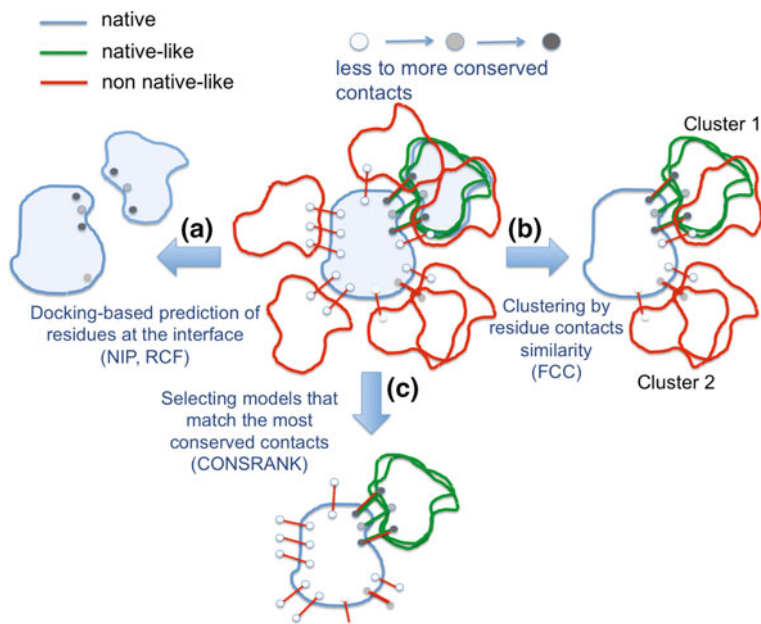 native
native-like
non native-like
less to more conserved
contacts
Cluster 1
(a)
(b)
Docking-based prediction of
residues at the interface
(NIP, RCF)
Clustering by
residue contacts
similarity
(FCC)
Cluster 2
(c)
Selecting models that
match the most
conserved contacts
(CONSRANK)